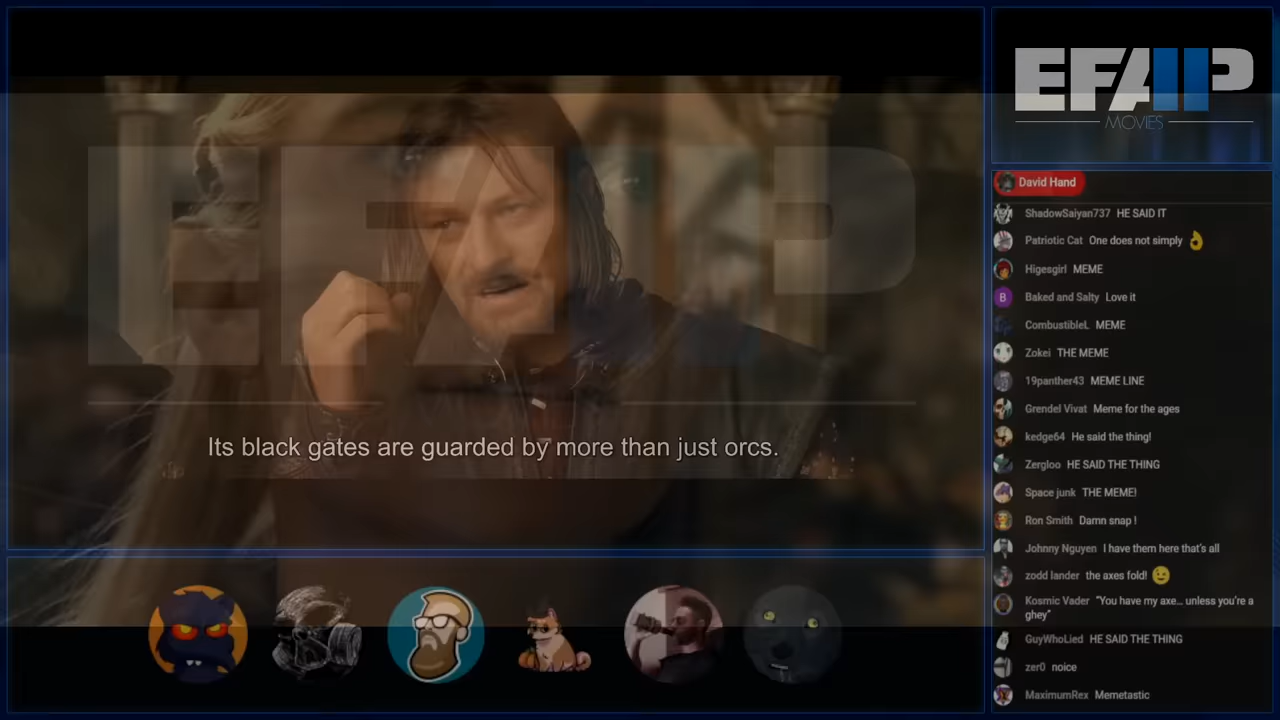 EFAP
MOVIES
EFAP
Its black gates are guarded by more than just orcs.
David Hand
ShadowSaiyan737 HE SAID IT
Patriotic Cat One does not simply 👌
Higesgirl MEME
B Baked and Salty Love it
CombustibleL MEME
Zokei THE MEME
19panther43 MEME LINE
Grendel Vivat Meme for the ages
kedge64 He said the thing!
Zergloo HE SAID THE THING
Space junk THE MEME!
Ron Smith Damn snap !
Johnny Nguyen I have them here that's all
zodd lander the axes fold! 😉
Kosmic Vader “You have my axe... unless you're a
ghey”
GuyWhoLied HE SAID THE THING
zer0 noice
MaximumRex Memetastic